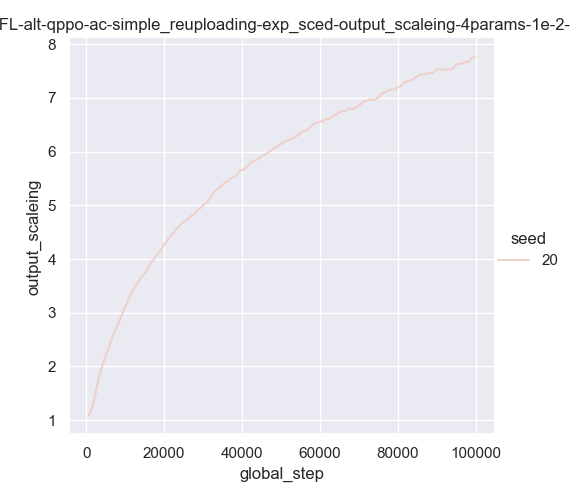 FL-alt-qppo-ac-simple_reuploading-exp_sced-output_scaleing-4params-1e-2-
8
7
6
5
4
3
2
1
output_scaleing
0 20000 40000 60000 80000 100000
global_step
seed
20